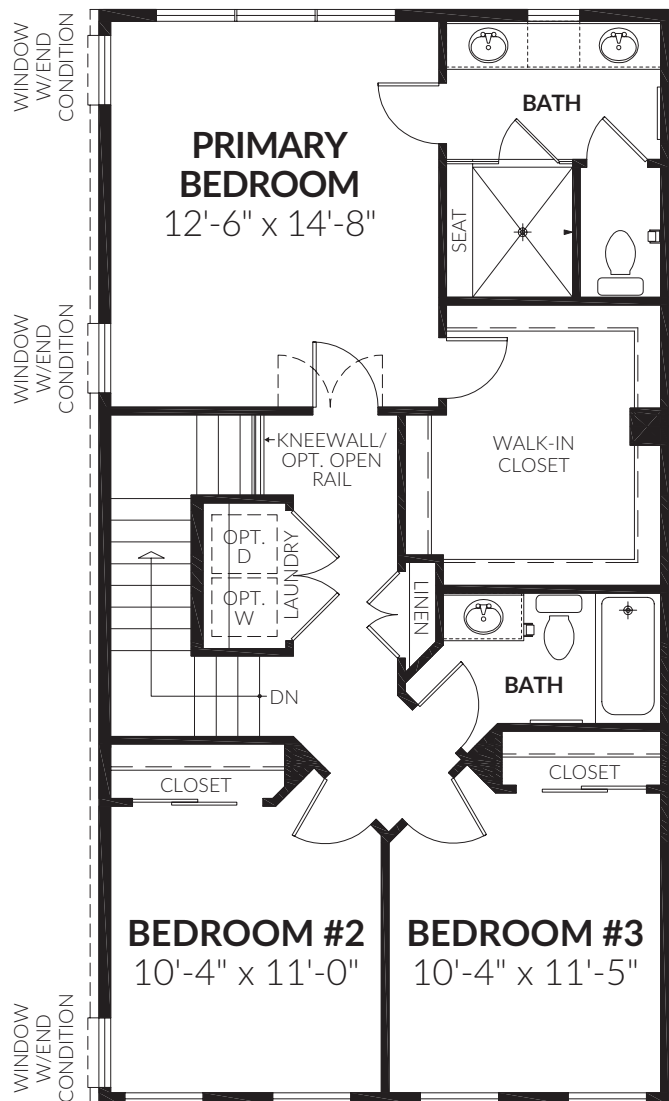 WINDOW
W/END
CONDITION
BATH
PRIMARY
BEDROOM
12'-6" x 14'-8"
SEAT
WINDOW
W/END
CONDITION
KNEEWALL/
OPT. OPEN
RAIL
WALK-IN
CLOSET
OPT.
D
LAUNDRY
OPT.
W
LINEN
DN
BATH
CLOSET
CLOSET
BEDROOM #2
10'-4" x 11'-0"
BEDROOM #3
10'-4" x 11'-5"
WINDOW
W/END
CONDITION